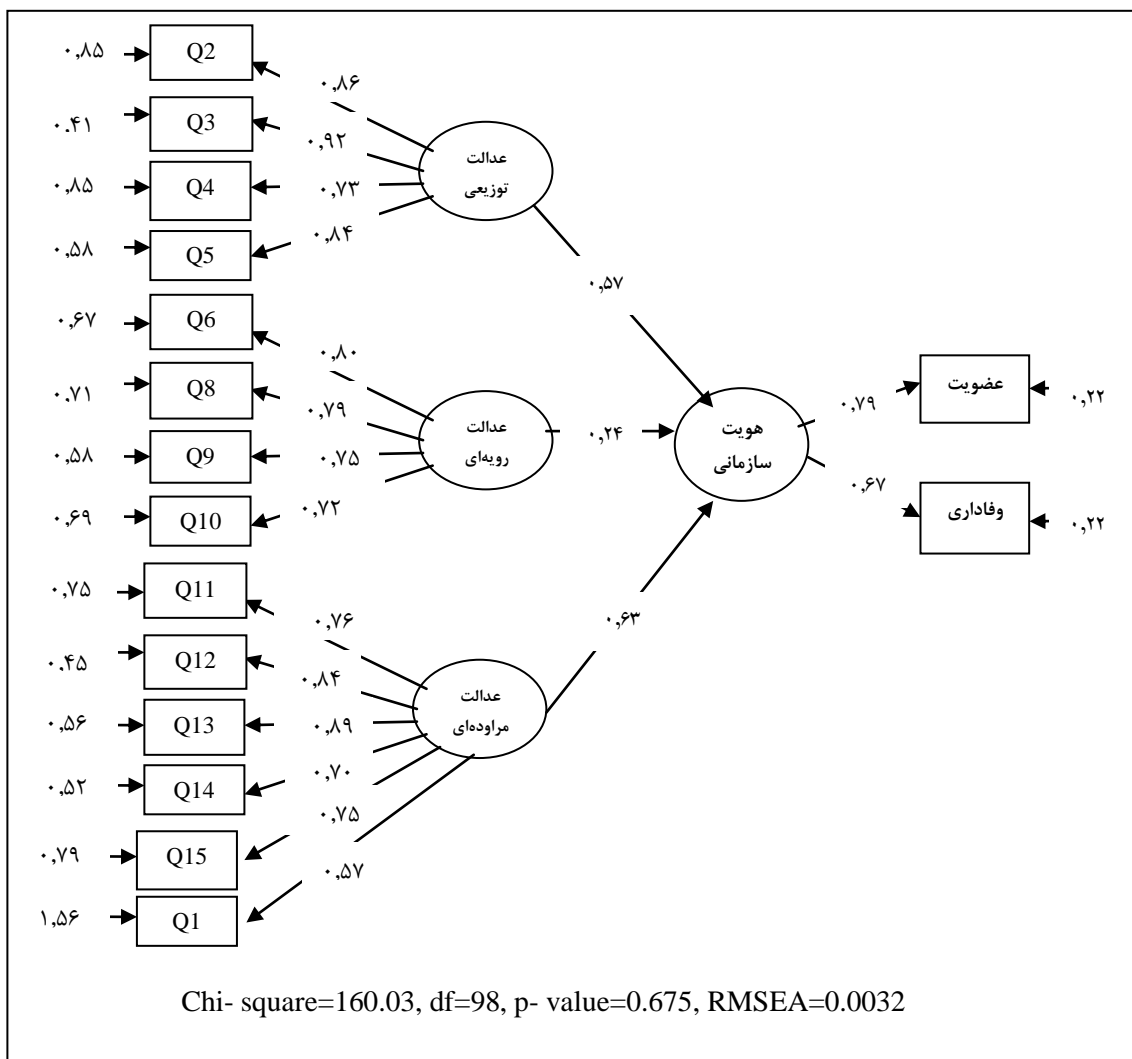 ۰,۸۵
Q2
۰,۸۶
۰.۴۱
Q3
۰,۹۲
۰,۸۵
Q4
۰,۷۳
۰,۵۸
Q5
۰,۸۴
عدالت
توزیعی
۰,۵۷
۰,۶۷
Q6
۰,۸۰
۰.۷۱
Q8
۰,۷۹
۰,۵۸
Q9
۰,۷۵
۰,۶۹
Q10
۰,۷۲
عدالت
رویه‌ای
۰,۲۴
هویت
سازمانی
۰,۷۹
عضویت
۰,۲۲
۰,۶۷
وفاداری
۰,۲۲
۰,۷۵
Q11
۰,۷۶
۰.۴۵
Q12
۰,۸۴
۰,۵۶
Q13
۰,۸۹
۰,۵۲
Q14
۰,۷۰
۰,۷۹
Q15
۰,۷۵
۱,۵۶
Q1
۰,۵۷
عدالت
مراوده‌ای
۰,۶۳
Chi- square=160.03, df=98, p- value=0.675, RMSEA=0.0032